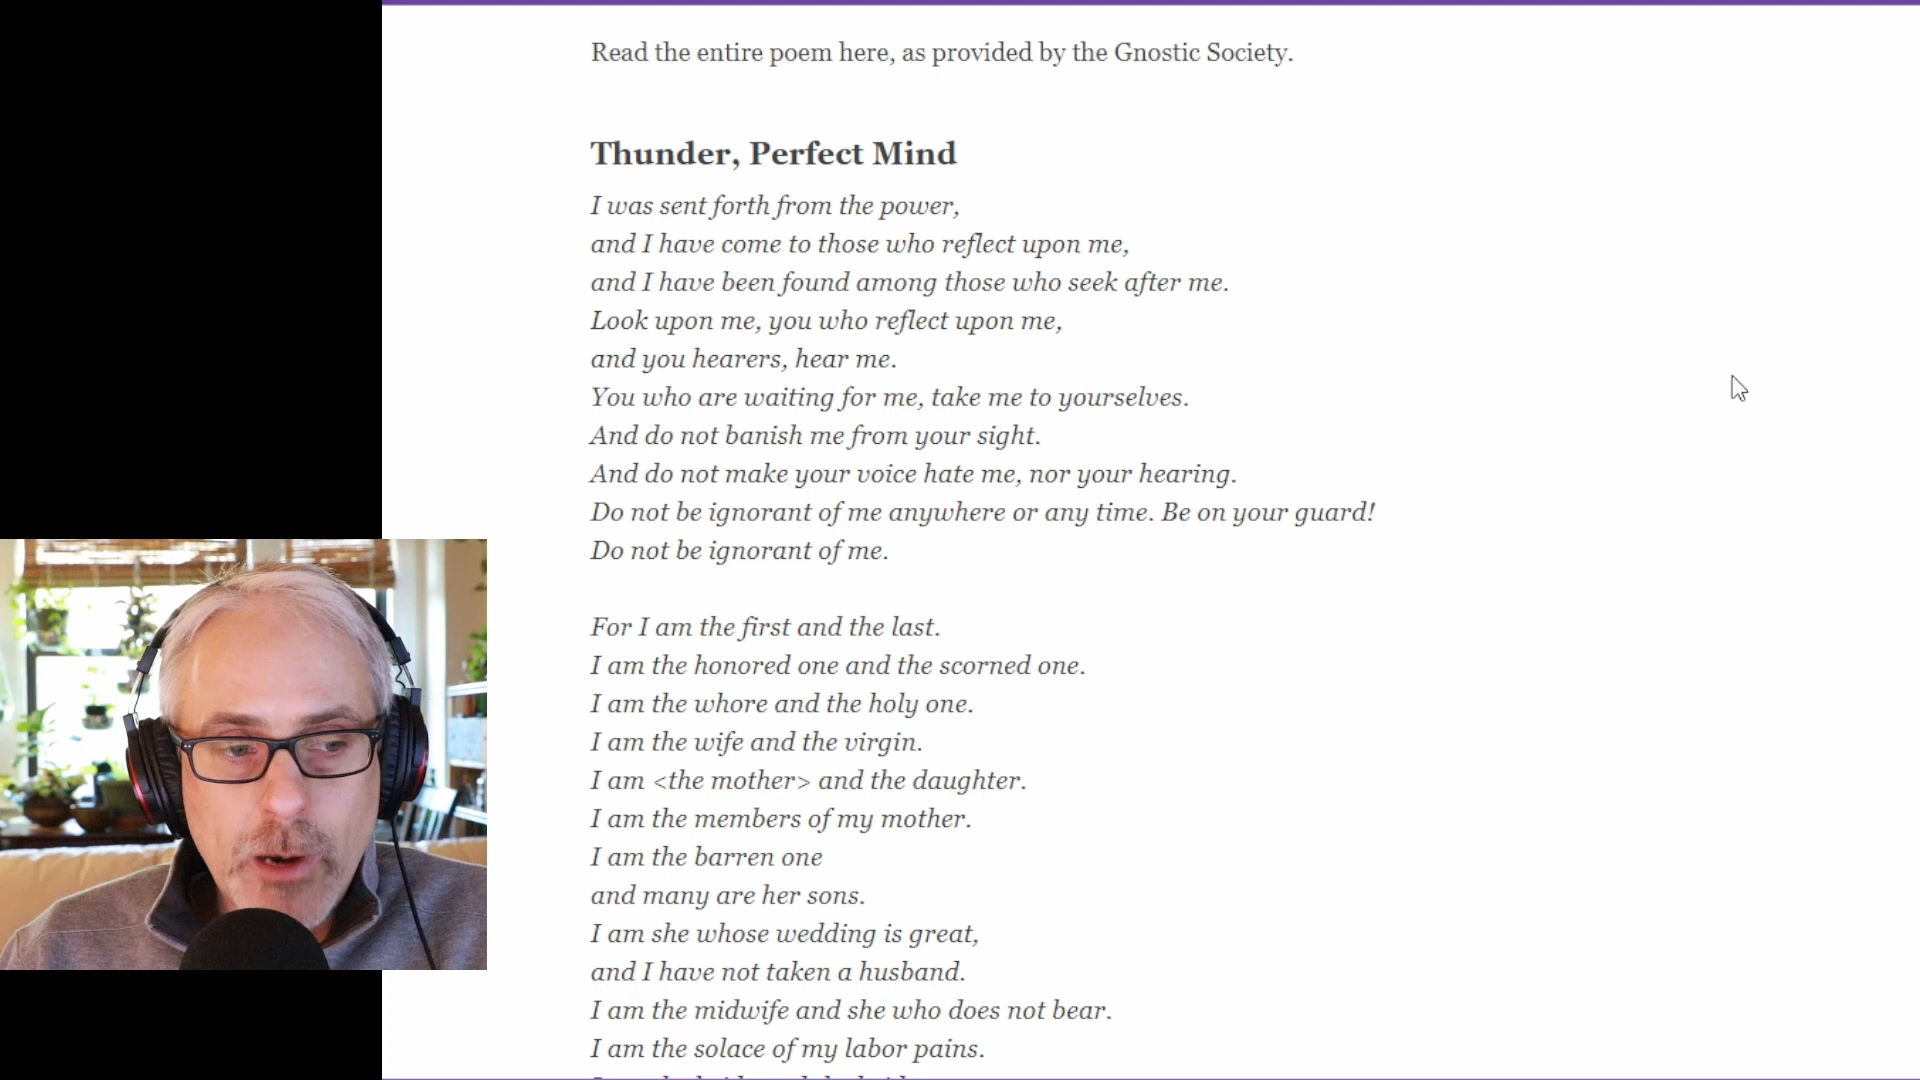 Read the entire poem here, as provided by the Gnostic Society.
Thunder, Perfect Mind
I was sent forth from the power,
and I have come to those who reflect upon me,
and I have been found among those who seek after me.
Look upon me, you who reflect upon me,
and you hearers, hear me.
You who are waiting for me, take me to yourselves.
And do not banish me from your sight.
And do not make your voice hate me, nor your hearing.
Do not be ignorant of me anywhere or any time. Be on your guard!
Do not be ignorant of me.
For I am the first and the last.
I am the honored one and the scorned one.
I am the whore and the holy one.
I am the wife and the virgin.
I am <the mother> and the daughter.
I am the members of my mother.
I am the barren one
and many are her sons.
I am she whose wedding is great,
and I have not taken a husband.
I am the midwife and she who does not bear.
I am the solace of my labor pains.